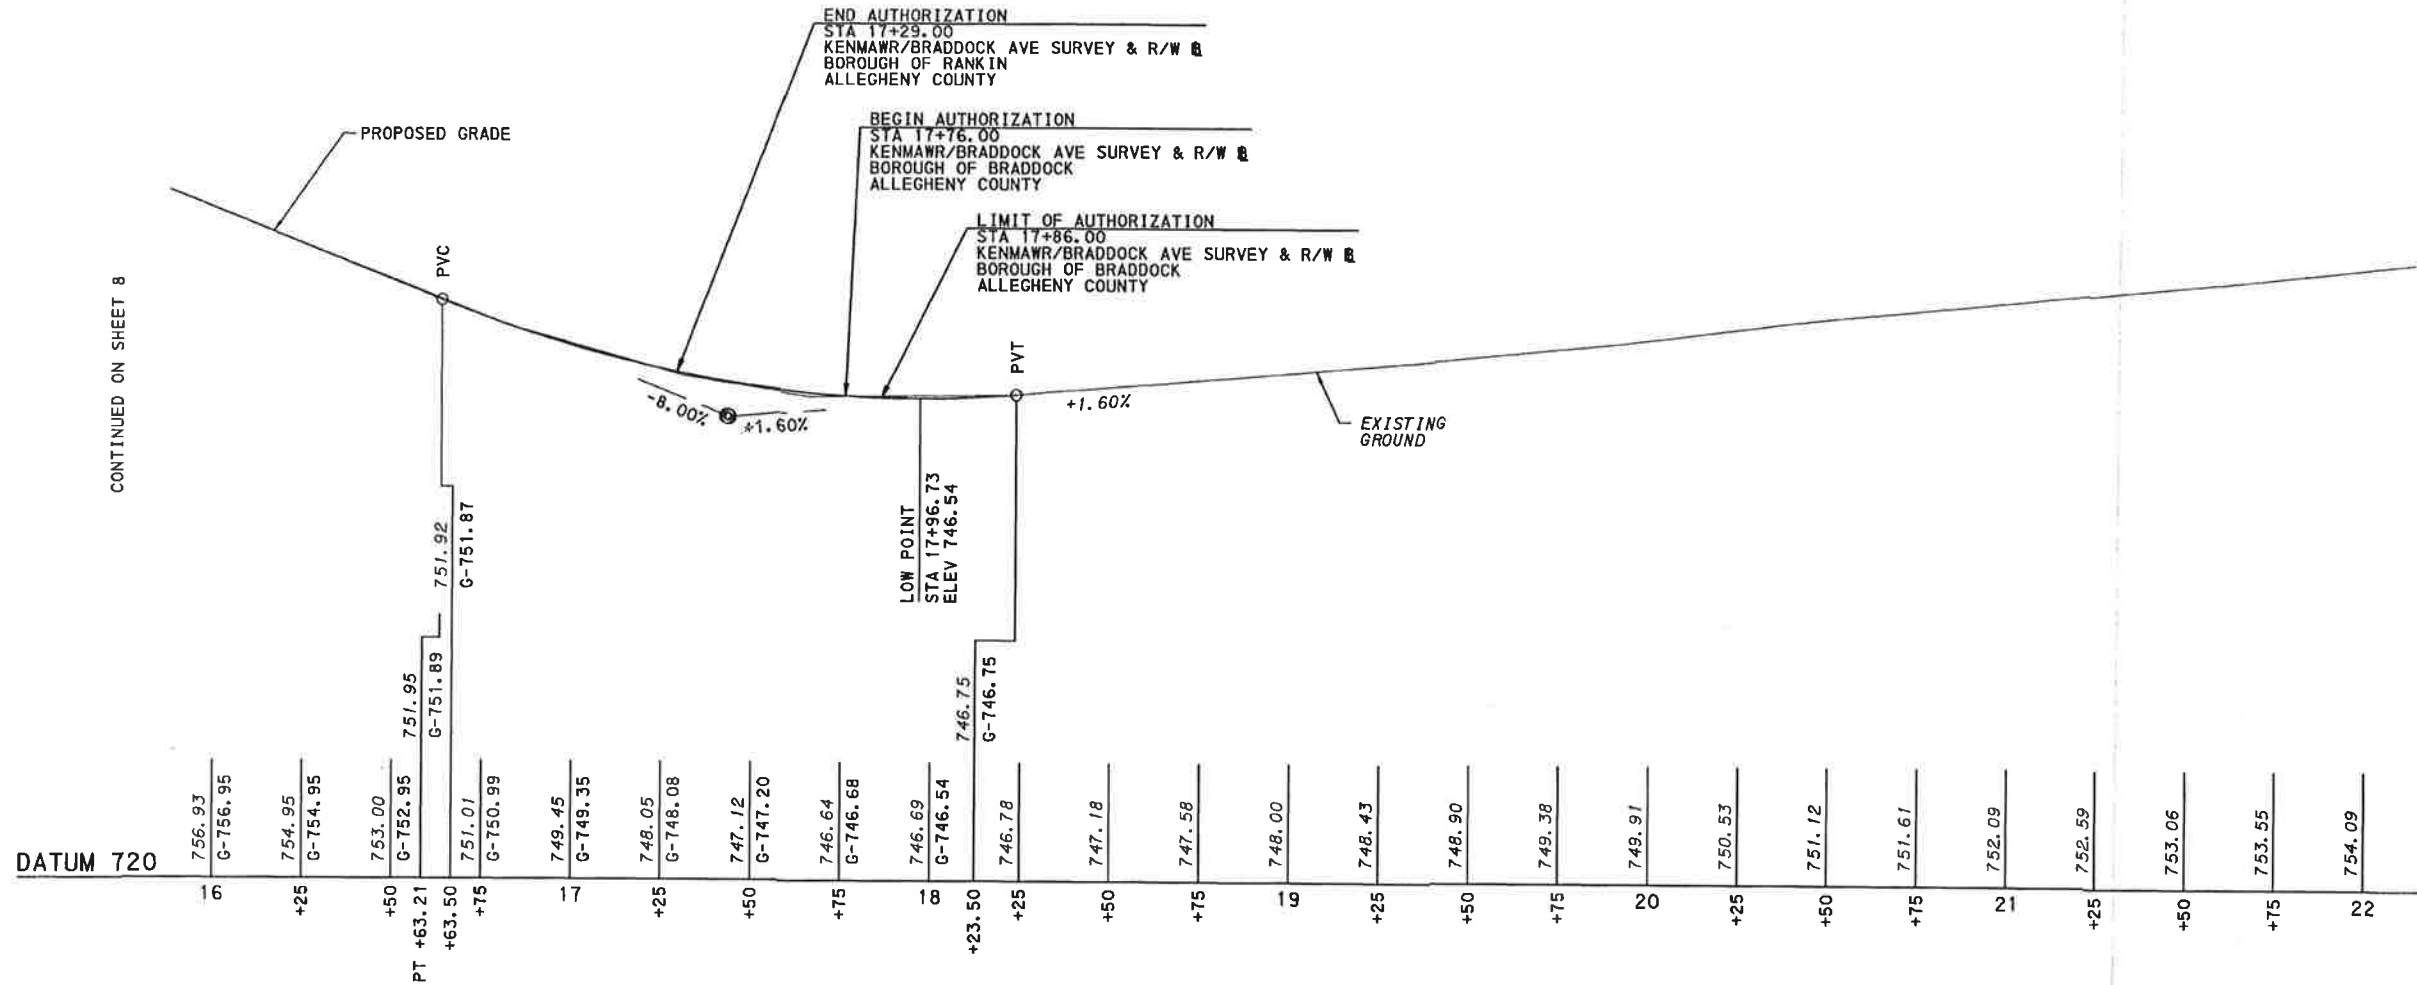 END AUTHORIZATION
STA 17+29.00
KENMAWR/BRADDOCK AVE SURVEY & R/W
BOROUGH OF RANKIN
ALLEGHENY COUNTY
BEGIN AUTHORIZATION
STA 17+76.00
KENMAWR/BRADDOCK AVE SURVEY & R/W
BOROUGH OF BRADDOCK
ALLEGHENY COUNTY
LIMIT OF AUTHORIZATION
STA 17+86.00
KENMAWR/BRADDOCK AVE SURVEY & R/W
BOROUGH OF BRADDOCK
ALLEGHENY COUNTY
PROPOSED GRADE
CONTINUED ON SHEET 8
PVC
PVT
-8.00%
+1.60%
+1.60%
EXISTING
GROUND
LOW POINT
STA 17+96.73
ELEV 746.54
751.92
G-751.87
751.95
G-751.89
746.75
G-746.75
756.93
G-756.95
754.95
G-754.95
753.00
G-752.95
751.01
G-750.99
749.45
G-749.35
748.05
G-748.08
747.12
G-747.20
746.64
G-746.68
746.69
G-746.54
746.78
747.18
747.58
748.00
748.43
748.90
749.38
749.91
750.53
751.12
751.61
752.09
752.59
753.06
753.55
754.09
DATUM 720
16
+25
+50
PT +63.21
+63.50
+75
17
+25
+50
+75
18
+23.50
+25
+50
+75
19
+25
+50
+75
20
+25
+50
+75
21
+25
+50
+75
22